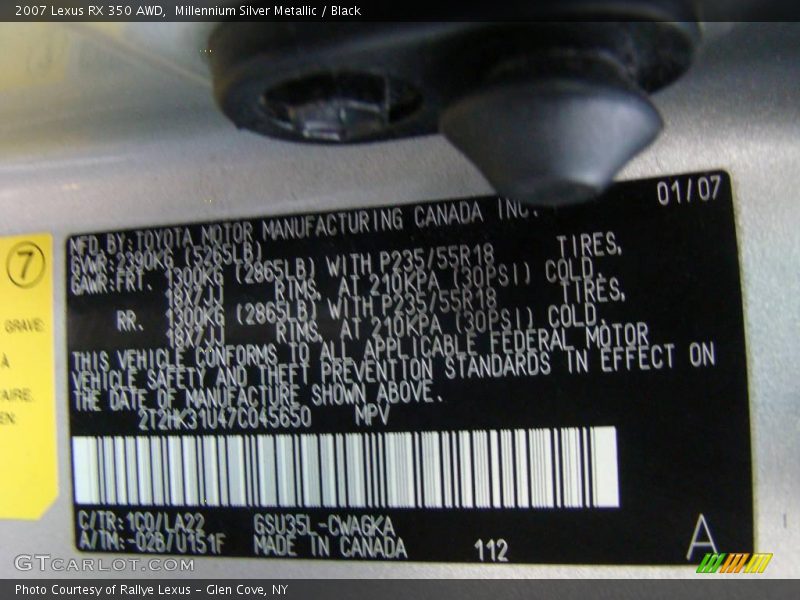 2007 Lexus RX 350 AWD, Millennium Silver Metallic / Black
01/07
MFD. BY: TOYOTA MOTOR MANUFACTURING CANADA INC.
GVWR: 2390KG (5265LB)
GAWR: FRT. 1300KG (2865LB) WITH P235/55R18 TIRES,
18X7JJ RIMS, AT 210KPA (30PSI) COLD.
RR. 1300KG (2865LB) WITH P235/55R18 TIRES,
18X7JJ RIMS, AT 210KPA (30PSI) COLD.
THIS VEHICLE CONFORMS TO ALL APPLICABLE FEDERAL MOTOR
VEHICLE SAFETY AND THEFT PREVENTION STANDARDS IN EFFECT ON
THE DATE OF MANUFACTURE SHOWN ABOVE.
2T2HK31U47C045650 MPV
7
GRAVE
À
EN:
C/TR: 1C0/LA22 GSU35L-CWAGKA
A/TM: -02B/U151F MADE IN CANADA 112 A
GTCarLot.com
Photo Courtesy of Rallye Lexus - Glen Cove, NY